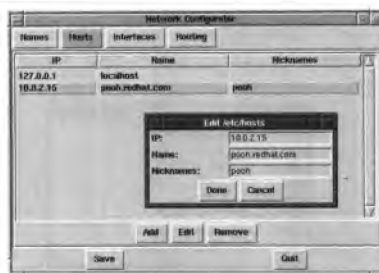 Network Configurator
Names Hosts Interfaces Routing
IP Name Nicknames
127.0.0.1 localhost
10.0.2.15 pooh.redhat.com pooh
Edit /etc/hosts
IP: 10.0.2.15
Name: pooh.redhat.com
Nicknames: pooh
Done Cancel
Add Edit Remove
Save Quit